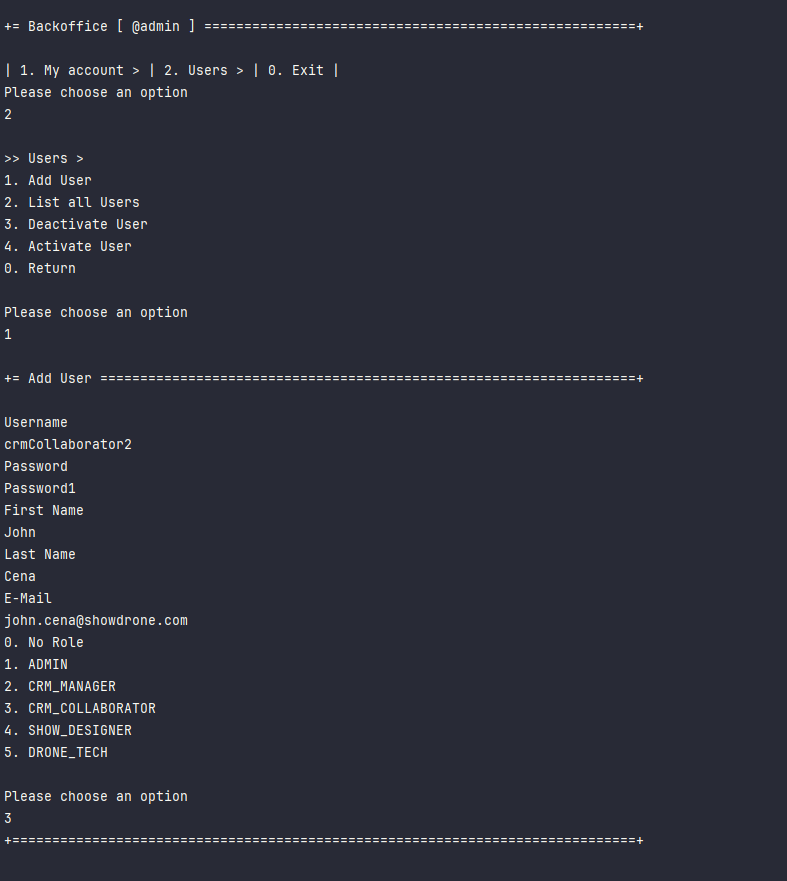 += Backoffice [ @admin ] ======================================================+
| 1. My account > | 2. Users > | 0. Exit |
Please choose an option
2
>> Users >
1. Add User
2. List all Users
3. Deactivate User
4. Activate User
0. Return
Please choose an option
1
+= Add User ===================================================================+
Username
crmCollaborator2
Password
Password1
First Name
John
Last Name
Cena
E-Mail
john.cena@showdrone.com
0. No Role
1. ADMIN
2. CRM_MANAGER
3. CRM_COLLABORATOR
4. SHOW_DESIGNER
5. DRONE_TECH
Please choose an option
3
+==============================================================================+